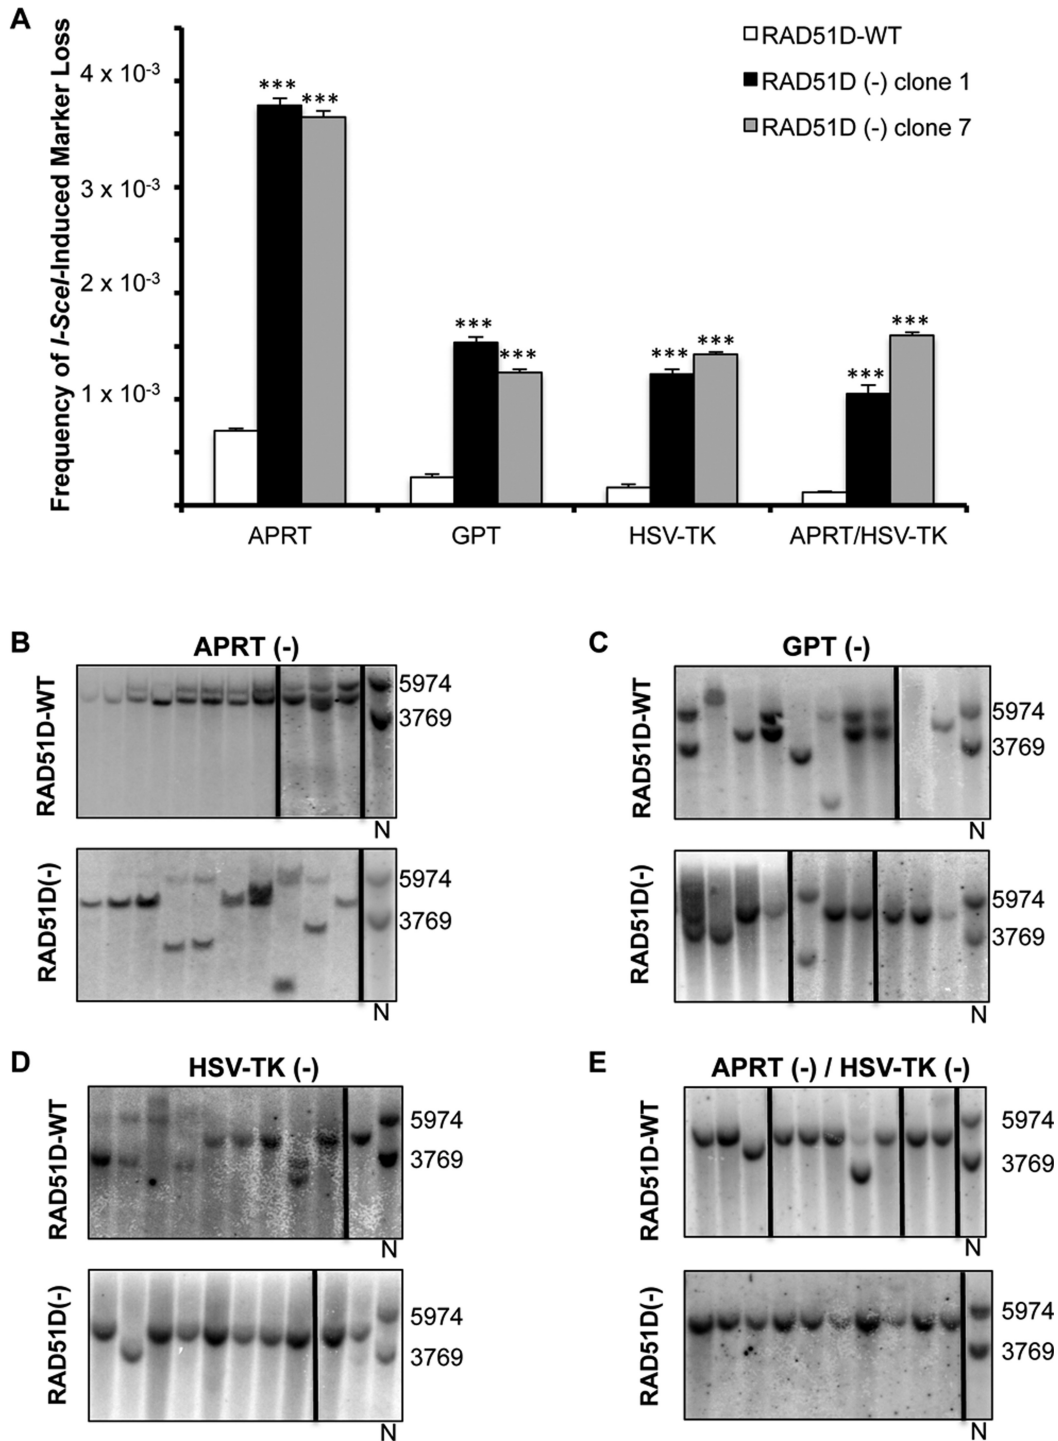 A
Frequency of I-SceI-Induced Marker Loss
4 x 10-3
3 x 10-3
2 x 10-3
1 x 10-3
RAD51D-WT
RAD51D (-) clone 1
RAD51D (-) clone 7
*** ***
*** ***
*** ***
*** ***
APRT GPT HSV-TK APRT/HSV-TK
B
APRT (-)
RAD51D-WT
5974
3769
N
RAD51D(-)
5974
3769
N
C
GPT (-)
RAD51D-WT
5974
3769
N
RAD51D(-)
5974
3769
N
D
HSV-TK (-)
RAD51D-WT
5974
3769
N
RAD51D(-)
5974
3769
N
E
APRT (-) / HSV-TK (-)
RAD51D-WT
5974
3769
N
RAD51D(-)
5974
3769
N